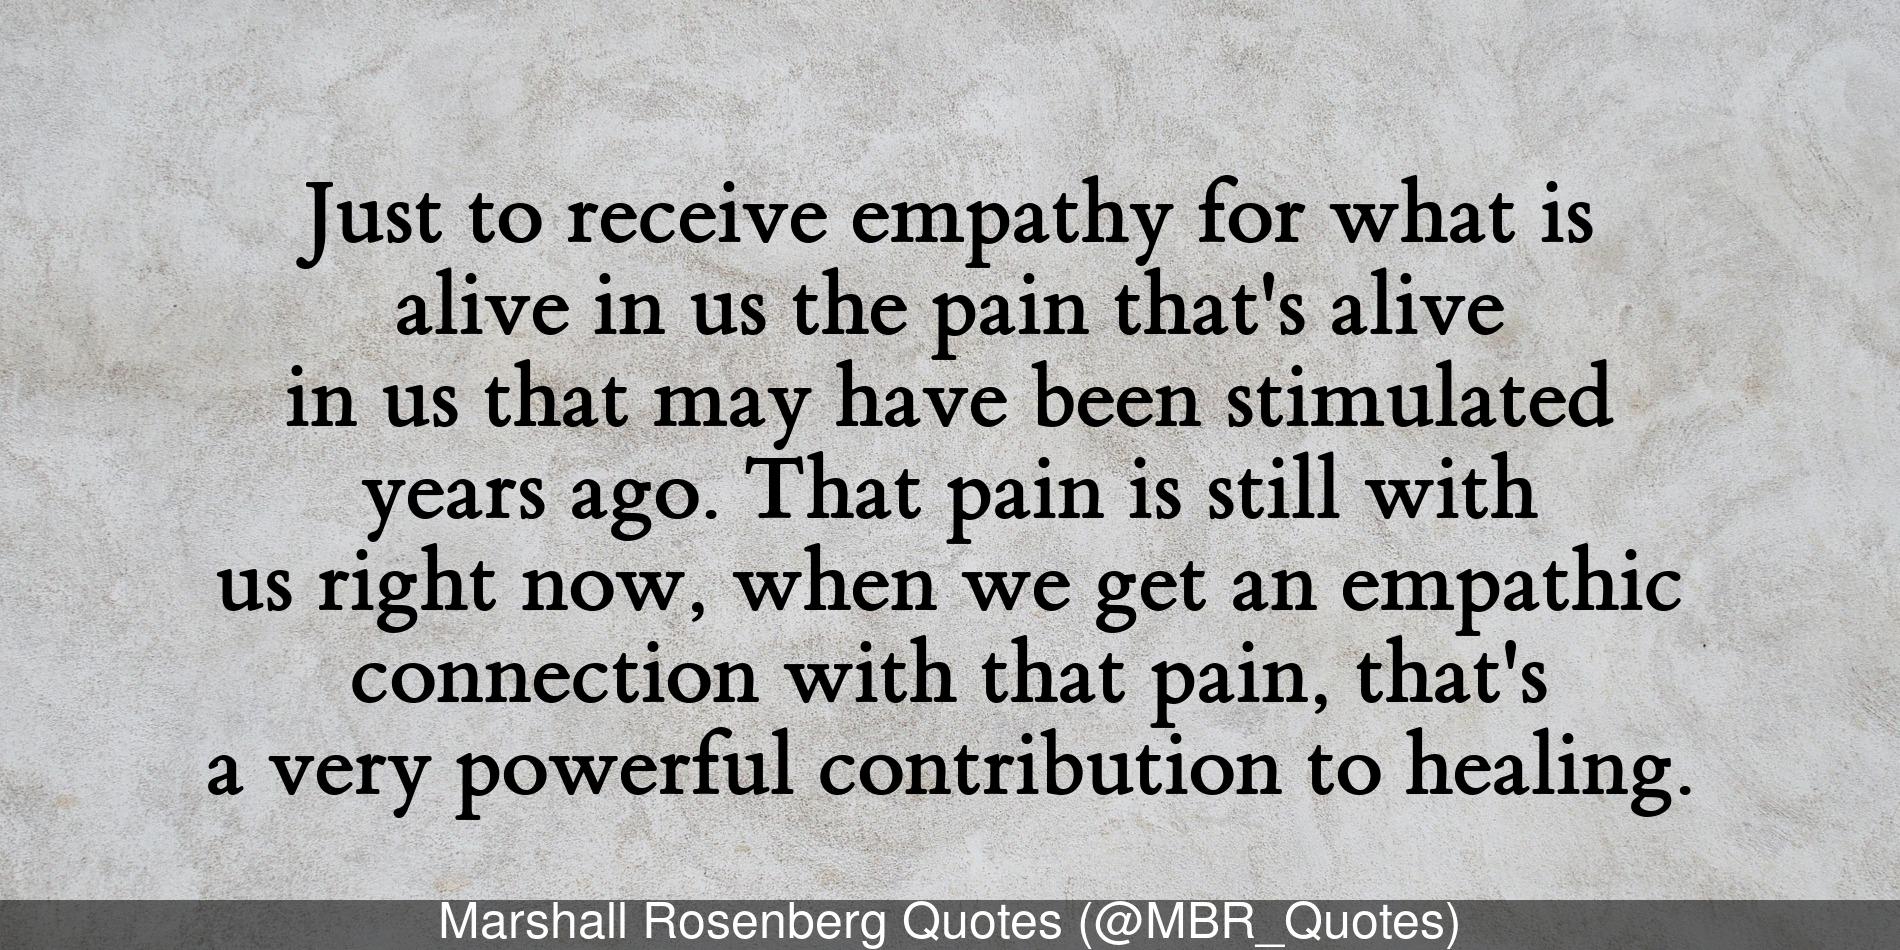 Just to receive empathy for what is
alive in us the pain that's alive
in us that may have been stimulated
years ago. That pain is still with
us right now, when we get an empathic
connection with that pain, that's
a very powerful contribution to healing.
Marshall Rosenberg Quotes (@MBR_Quotes)